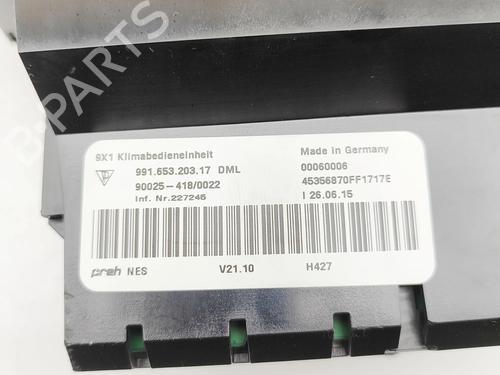 B-PARTS
9X1 Klimabedieneinheit
Made in Germany
991.653.203.17 DML
00060006
90025-418/0022
45356870FF1717E
Inf. Nr.227245
I 26.06.15
preh NES
V21.10
H427